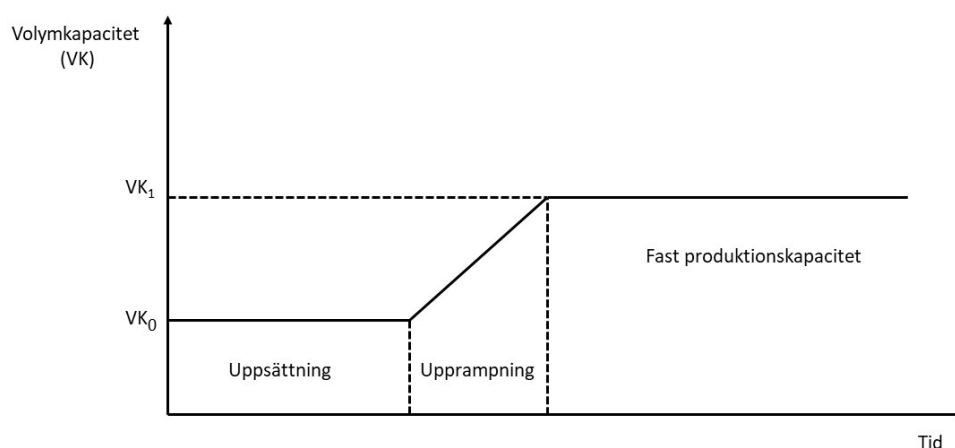 Volymkapacitet
(VK)
VK₁
Fast produktionskapacitet
VK₀
Uppsättning
Upprampning
Tid